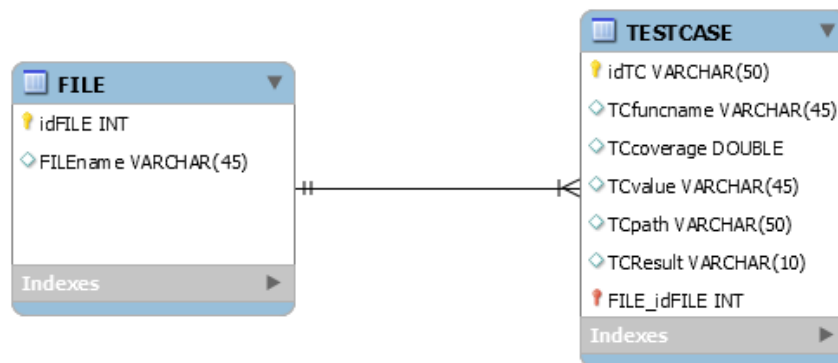 FILE
idFILE INT
FILEname VARCHAR(45)
Indexes
TESTCASE
idTC VARCHAR(50)
TCfuncname VARCHAR(45)
TCcoverage DOUBLE
TCvalue VARCHAR(45)
TCpath VARCHAR(50)
TCResult VARCHAR(10)
FILE_idFILE INT
Indexes